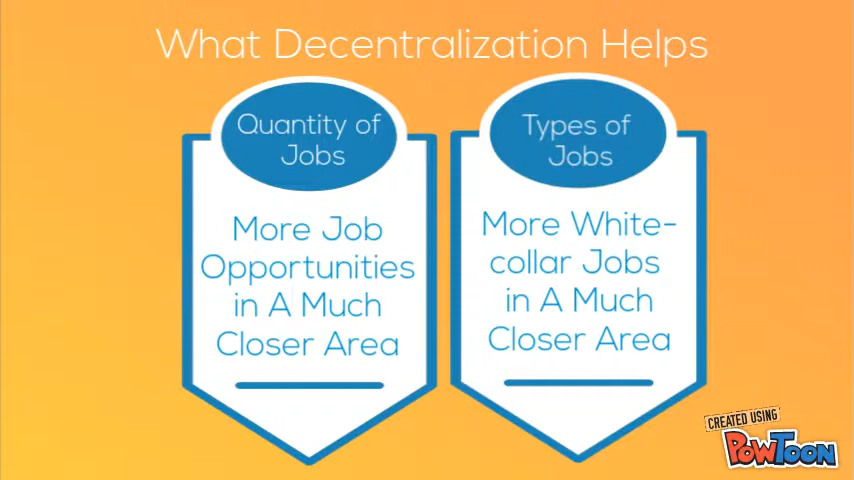 What Decentralization Helps
Quantity of
Jobs
More Job
Opportunities
in A Much
Closer Area
Types of
Jobs
More White-
collar Jobs
in A Much
Closer Area
CREATED USING
POWTOON